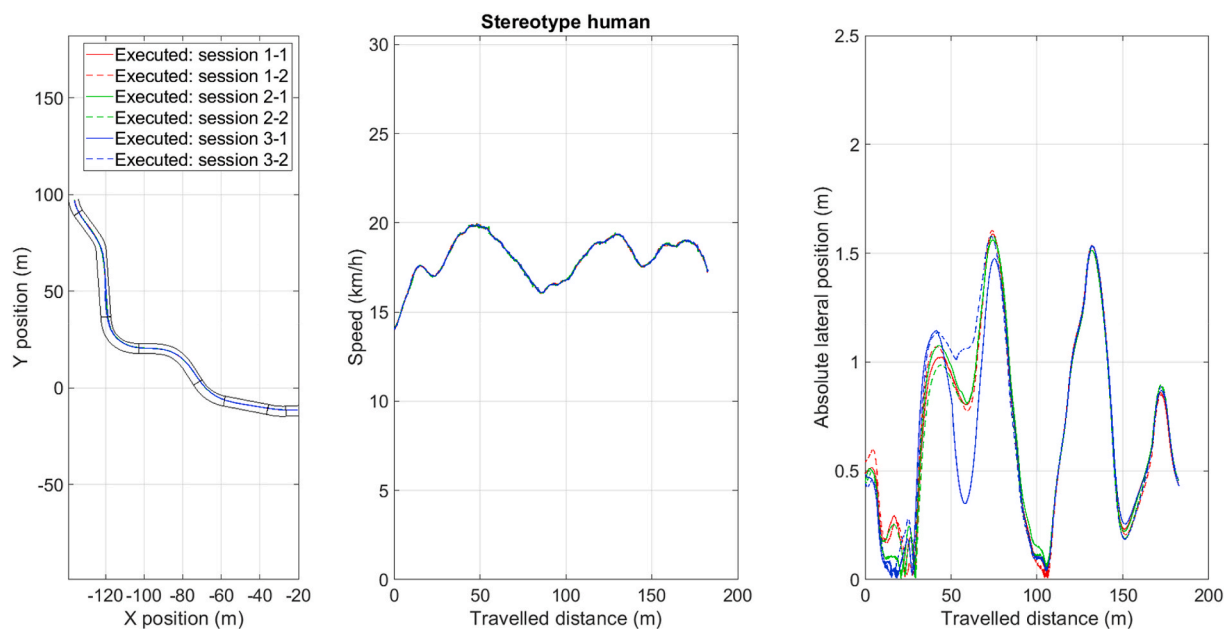 Stereotype human
Executed: session 1-1
Executed: session 1-2
Executed: session 2-1
Executed: session 2-2
Executed: session 3-1
Executed: session 3-2
150
100
50
0
-50
-120 -100 -80 -60 -40 -20
X position (m)
Y position (m)
30
25
20
15
10
5
0
0 50 100 150 200
Travelled distance (m)
Speed (km/h)
2.5
2
1.5
1
0.5
0
0 50 100 150 200
Travelled distance (m)
Absolute lateral position (m)